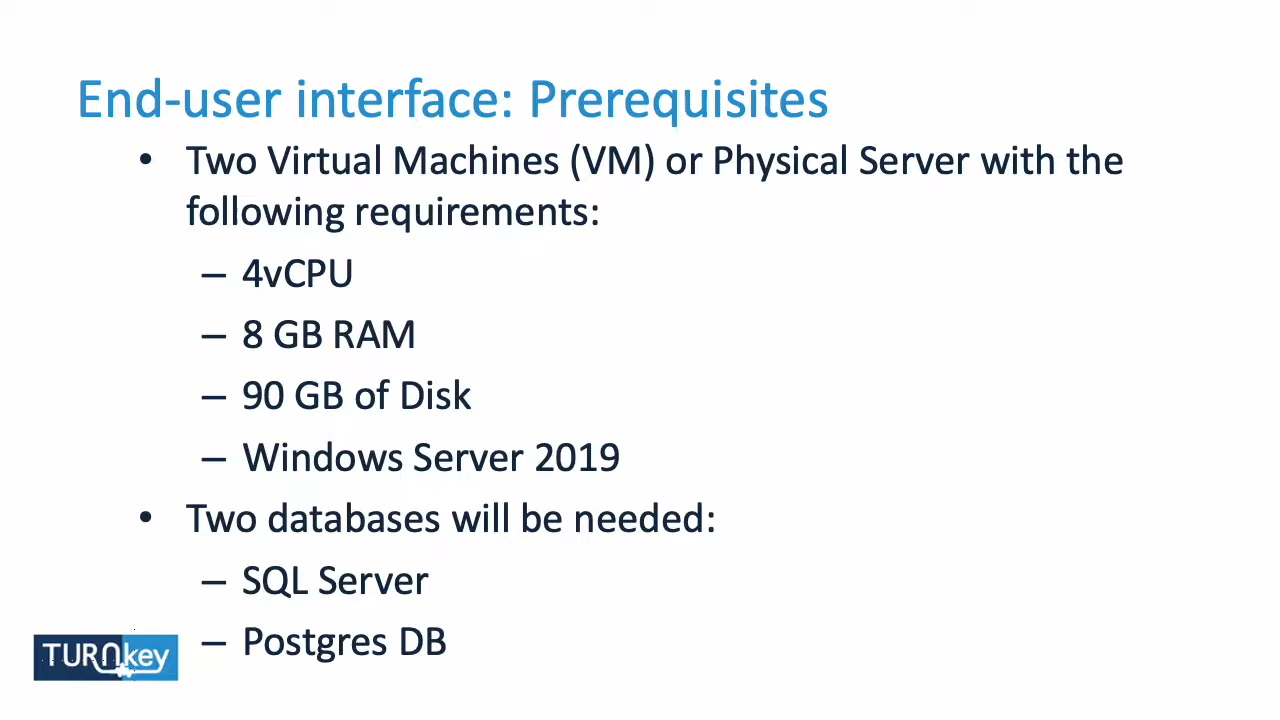 End-user interface: Prerequisites
• Two Virtual Machines (VM) or Physical Server with the
following requirements:
– 4vCPU
– 8 GB RAM
– 90 GB of Disk
– Windows Server 2019
• Two databases will be needed:
– SQL Server
– Postgres DB
TURNkey